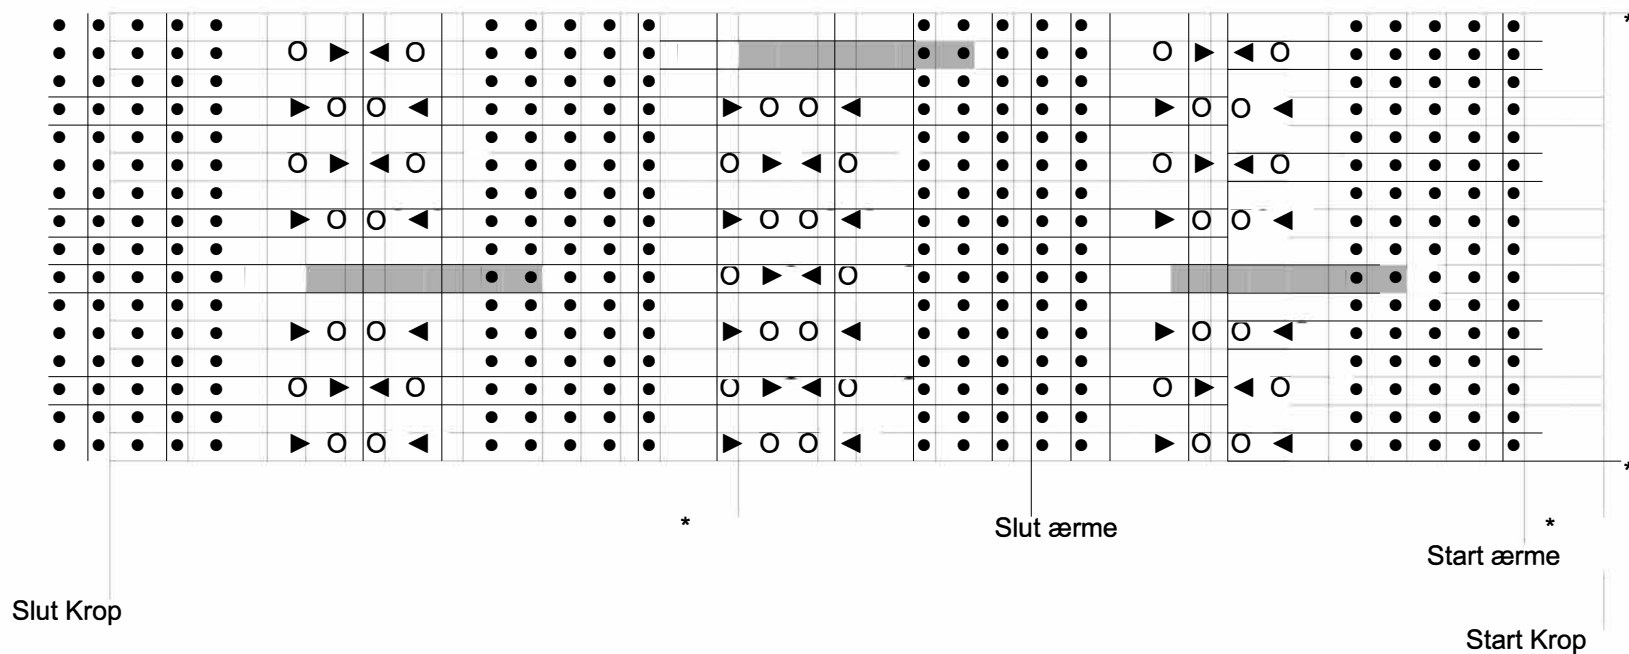 *
*
* Slut ærme *
Start ærme
Slut Krop
Start Krop